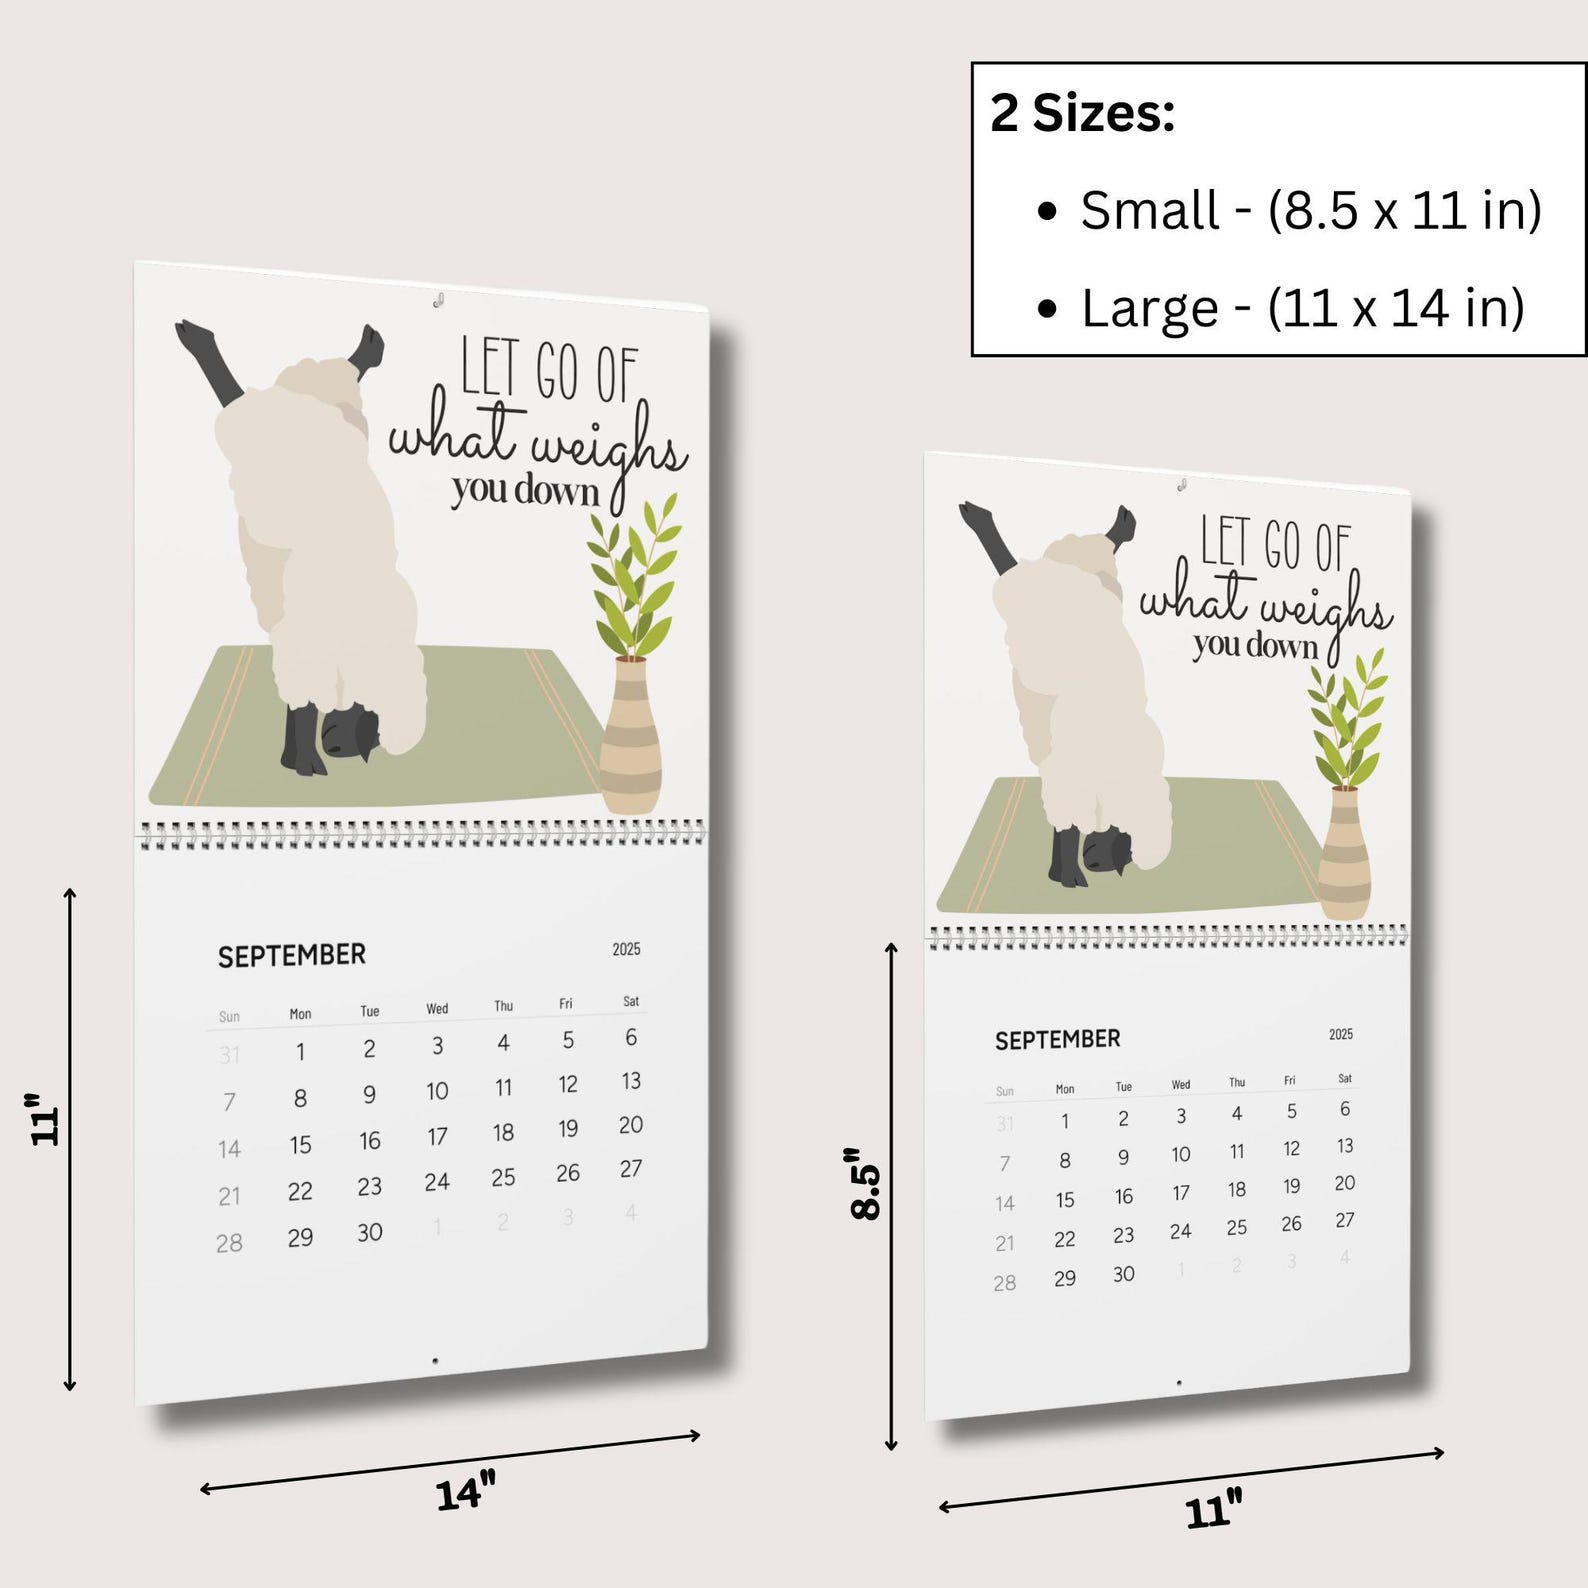 2 Sizes:
• Small - (8.5 x 11 in)
• Large - (11 x 14 in)
LET GO OF
what weighs
you down
SEPTEMBER 2025
Sun Mon Tue Wed Thu Fri Sat
31 1 2 3 4 5 6
7 8 9 10 11 12 13
14 15 16 17 18 19 20
21 22 23 24 25 26 27
28 29 30 1 2 3 4
11"
14"
LET GO OF
what weighs
you down
SEPTEMBER 2025
Sun Mon Tue Wed Thu Fri Sat
31 1 2 3 4 5 6
7 8 9 10 11 12 13
14 15 16 17 18 19 20
21 22 23 24 25 26 27
28 29 30 1 2 3 4
8.5"
11"